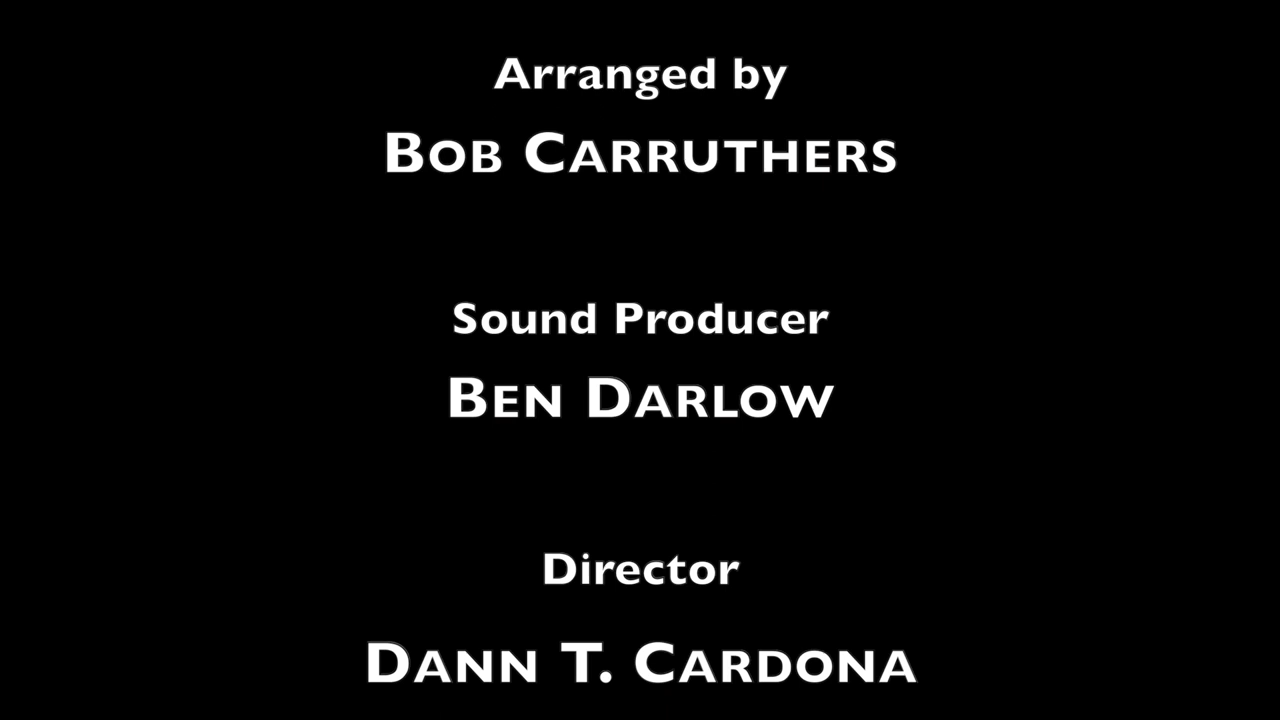 Arranged by
BOB CARRUTHERS
Sound Producer
BEN DARLOW
Director
DANN T. CARDONA